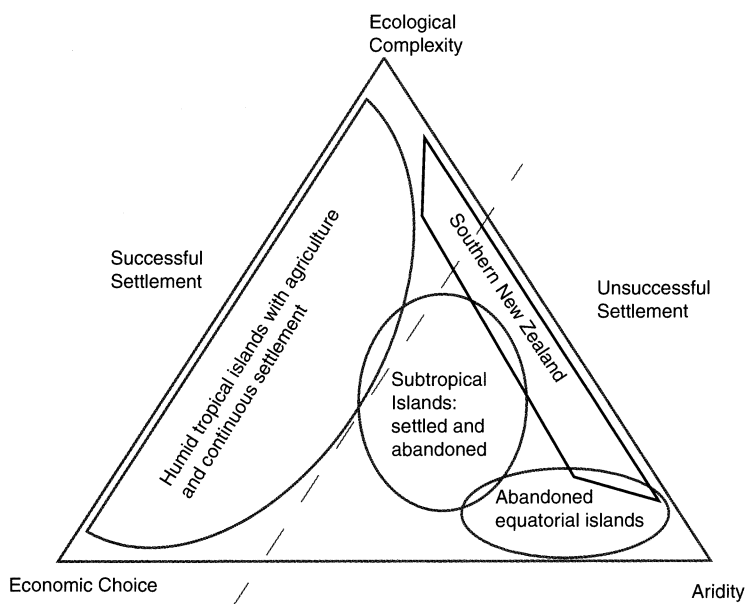 Ecological
Complexity
Successful
Settlement
Humid tropical islands with agriculture
and continuous settlement
Southern New Zealand
Unsuccessful
Settlement
Subtropical
Islands:
settled and
abandoned
Abandoned
equatorial islands
Economic Choice
Aridity